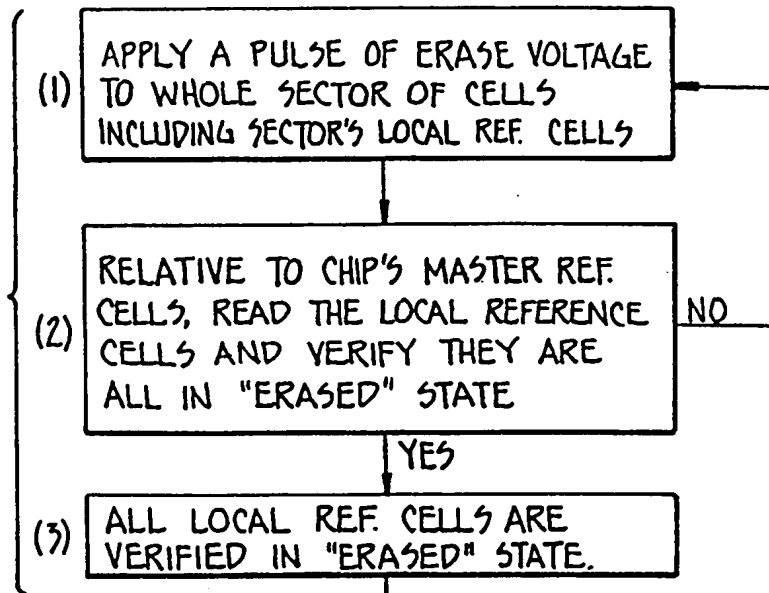 (1)
APPLY A PULSE OF ERASE VOLTAGE
TO WHOLE SECTOR OF CELLS
INCLUDING SECTOR'S LOCAL REF. CELLS
(2)
RELATIVE TO CHIP'S MASTER REF.
CELLS, READ THE LOCAL REFERENCE
CELLS AND VERIFY THEY ARE
ALL IN "ERASED" STATE
NO
YES
(3)
ALL LOCAL REF. CELLS ARE
VERIFIED IN "ERASED" STATE.